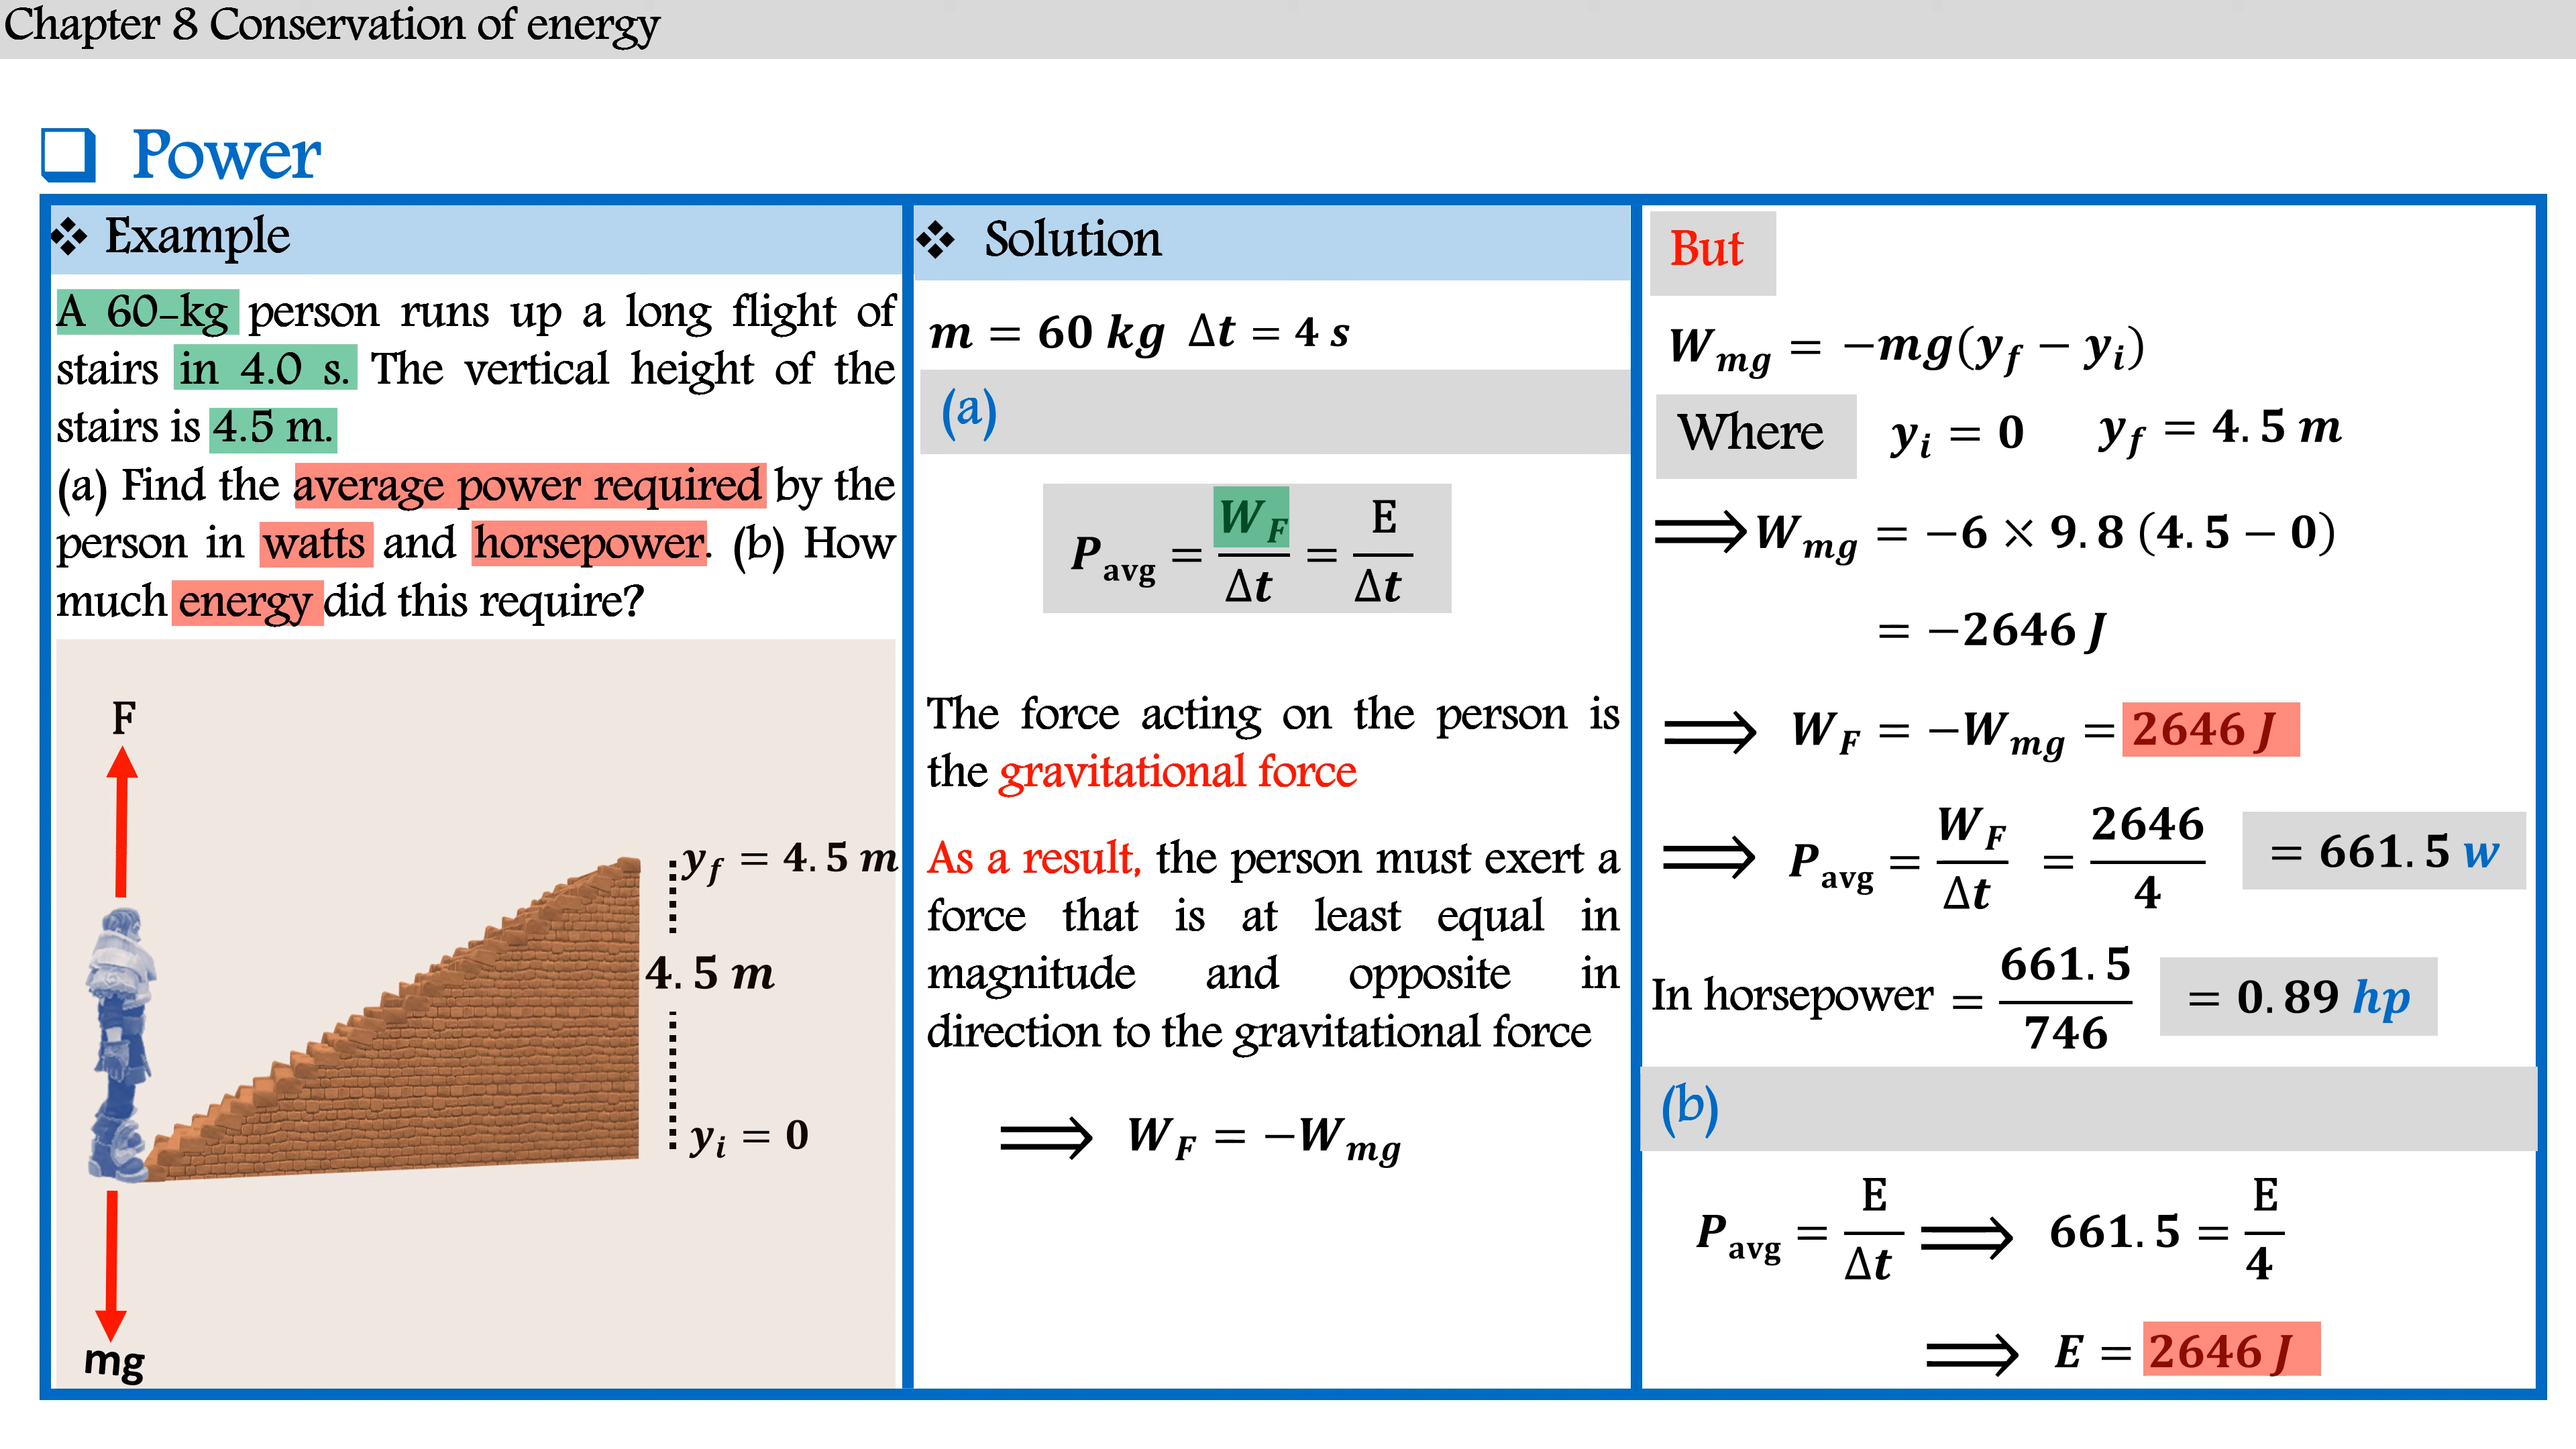 Chapter 8 Conservation of energy
❑ Power
❖ Example
A 60-kg person runs up a long flight of
stairs in 4.0 s. The vertical height of the
stairs is 4.5 m.
(a) Find the average power required by the
person in watts and horsepower. (b) How
much energy did this require?
F
y_f = 4.5 m
4.5 m
y_i = 0
mg
❖ Solution
m = 60 kg Δt = 4 s
(a)
P_avg = W_F/Δt = E/Δt
The force acting on the person is
the gravitational force
As a result, the person must exert a
force that is at least equal in
magnitude and opposite in
direction to the gravitational force
⟹ W_F = −W_mg
But
W_mg = −mg(y_f − y_i)
Where y_i = 0 y_f = 4.5 m
⟹ W_mg = −6 × 9.8 (4.5 − 0)
= −2646 J
⟹ W_F = −W_mg = 2646 J
⟹ P_avg = W_F/Δt = 2646/4 = 661.5 w
In horsepower = 661.5/746 = 0.89 hp
(b)
P_avg = E/Δt ⟹ 661.5 = E/4
⟹ E = 2646 J